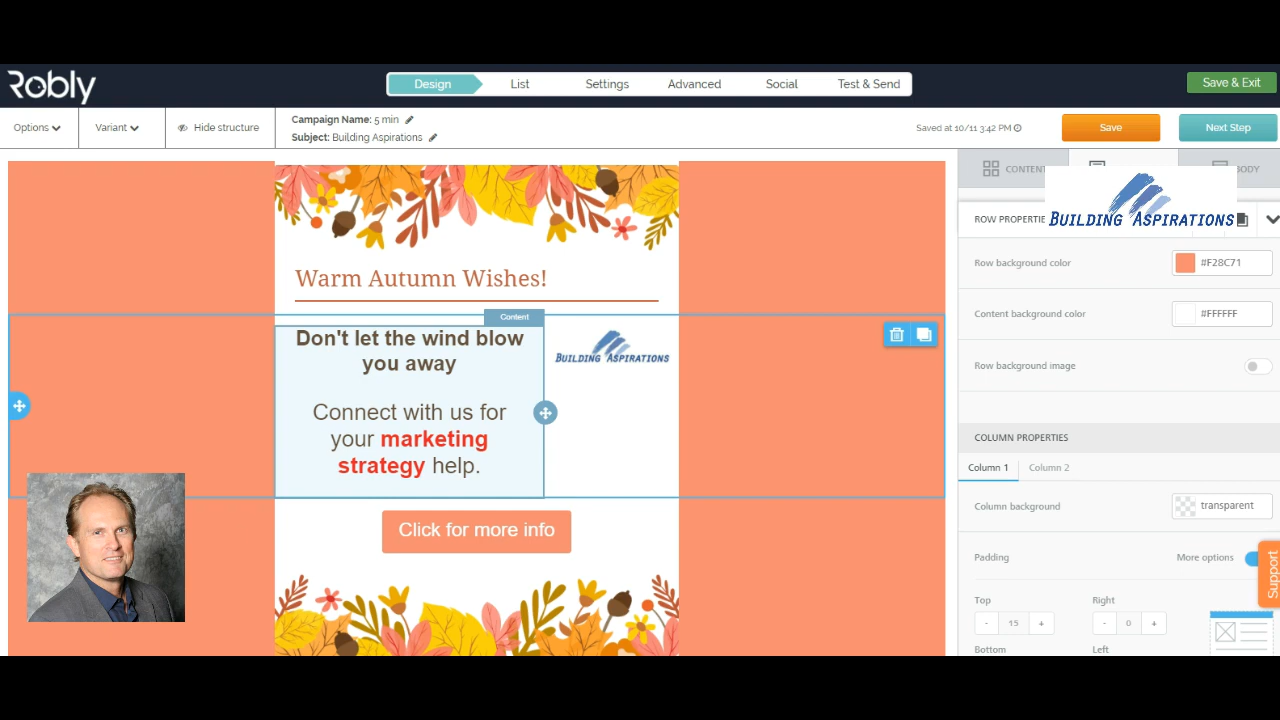 Robly
Design
List
Settings
Advanced
Social
Test & Send
Save & Exit
Options
Variant
Hide structure
Campaign Name: 5 min
Subject: Building Aspirations
Saved at 10/11 3:42 PM
Save
Next Step
CONTENT
BODY
ROW PROPERTIE
BUILDING ASPIRATIONS
Warm Autumn Wishes!
Content
Don't let the wind blow
you away
BUILDING ASPIRATIONS
Connect with us for
your marketing
strategy help.
Click for more info
Row background color
#F28C71
Content background color
#FFFFFF
Row background image
COLUMN PROPERTIES
Column 1
Column 2
Column background
transparent
Padding
More options
Support
Top
Right
- 15 +
- 0 +
Bottom
Left